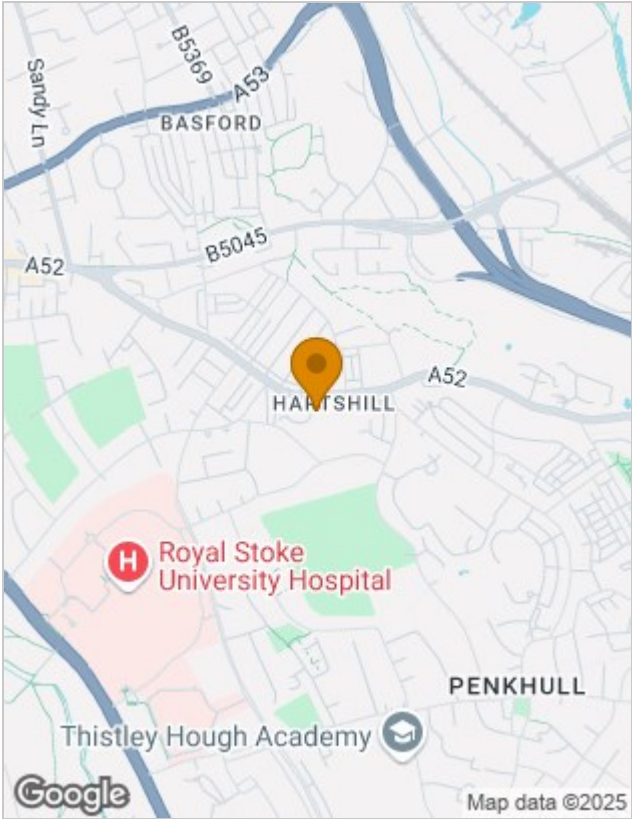 B5369
Sandy Ln
A53
BASFORD
B5045
A52
A52
HARTSHILL
H
Royal Stoke
University Hospital
PENKHULL
Thistley Hough Academy
Google
Map data ©2025